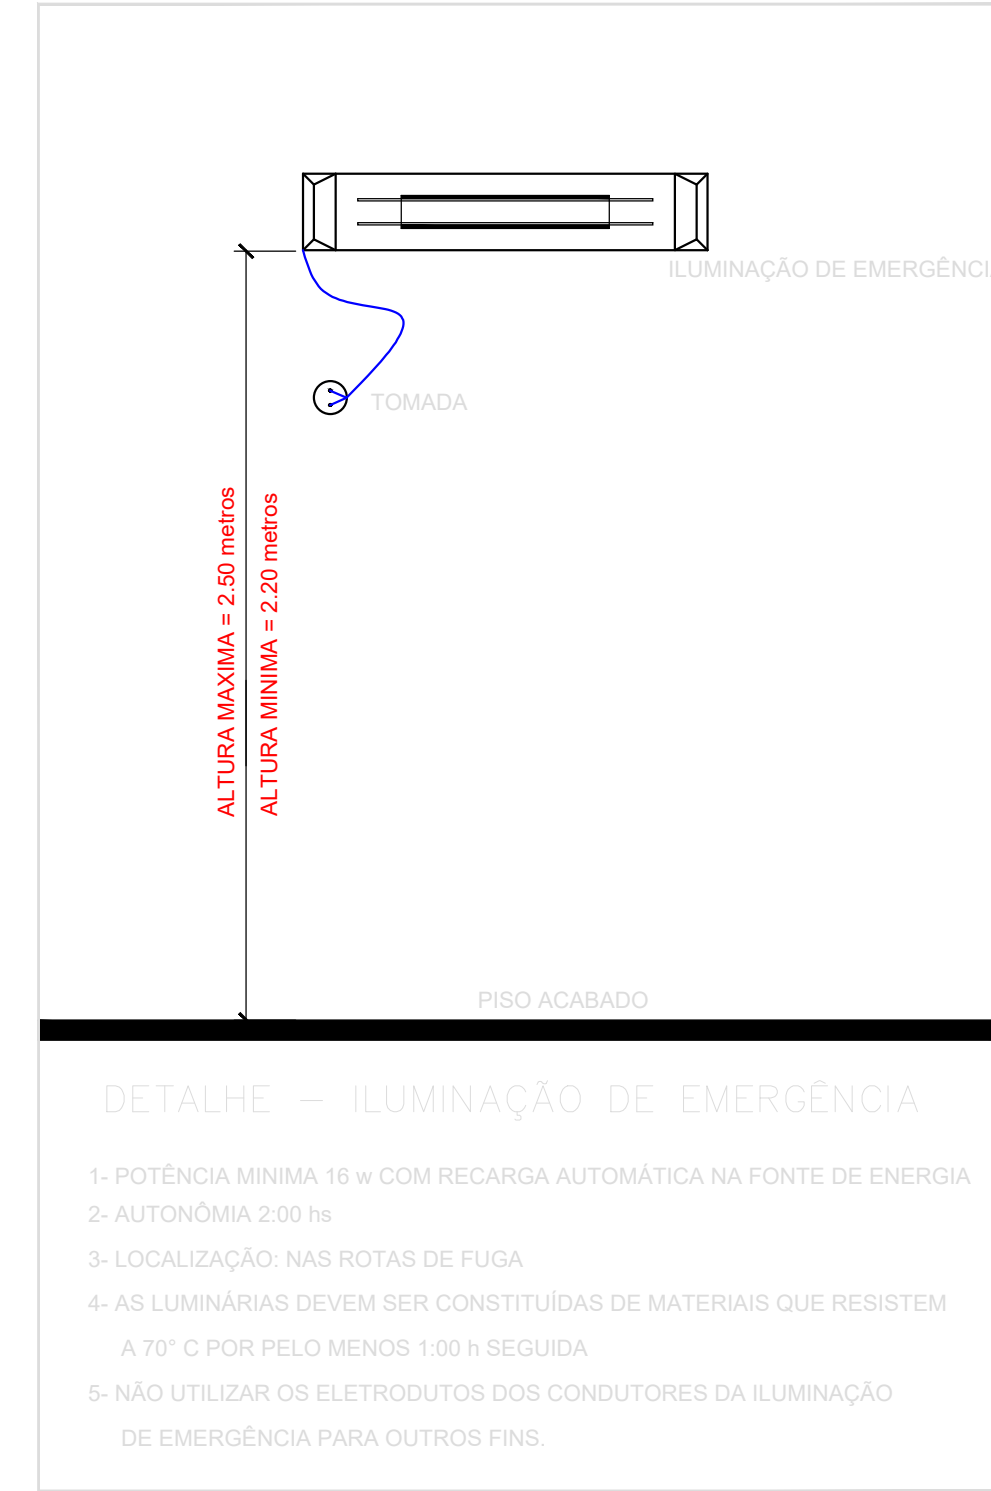 ILUMINAÇÃO DE EMERGÊNCIA
TOMADA
ALTURA MAXIMA = 2.50 metros
ALTURA MINIMA = 2.20 metros
PISO ACABADO
DETALHE – ILUMINAÇÃO DE EMERGÊNCIA
1- POTÊNCIA MINIMA 16 w COM RECARGA AUTOMÁTICA NA FONTE DE ENERGIA
2- AUTONÔMIA 2:00 hs
3- LOCALIZAÇÃO: NAS ROTAS DE FUGA
4- AS LUMINÁRIAS DEVEM SER CONSTITUÍDAS DE MATERIAIS QUE RESISTEM
A 70° C POR PELO MENOS 1:00 h SEGUIDA
5- NÃO UTILIZAR OS ELETRODUTOS DOS CONDUTORES DA ILUMINAÇÃO
DE EMERGÊNCIA PARA OUTROS FINS.